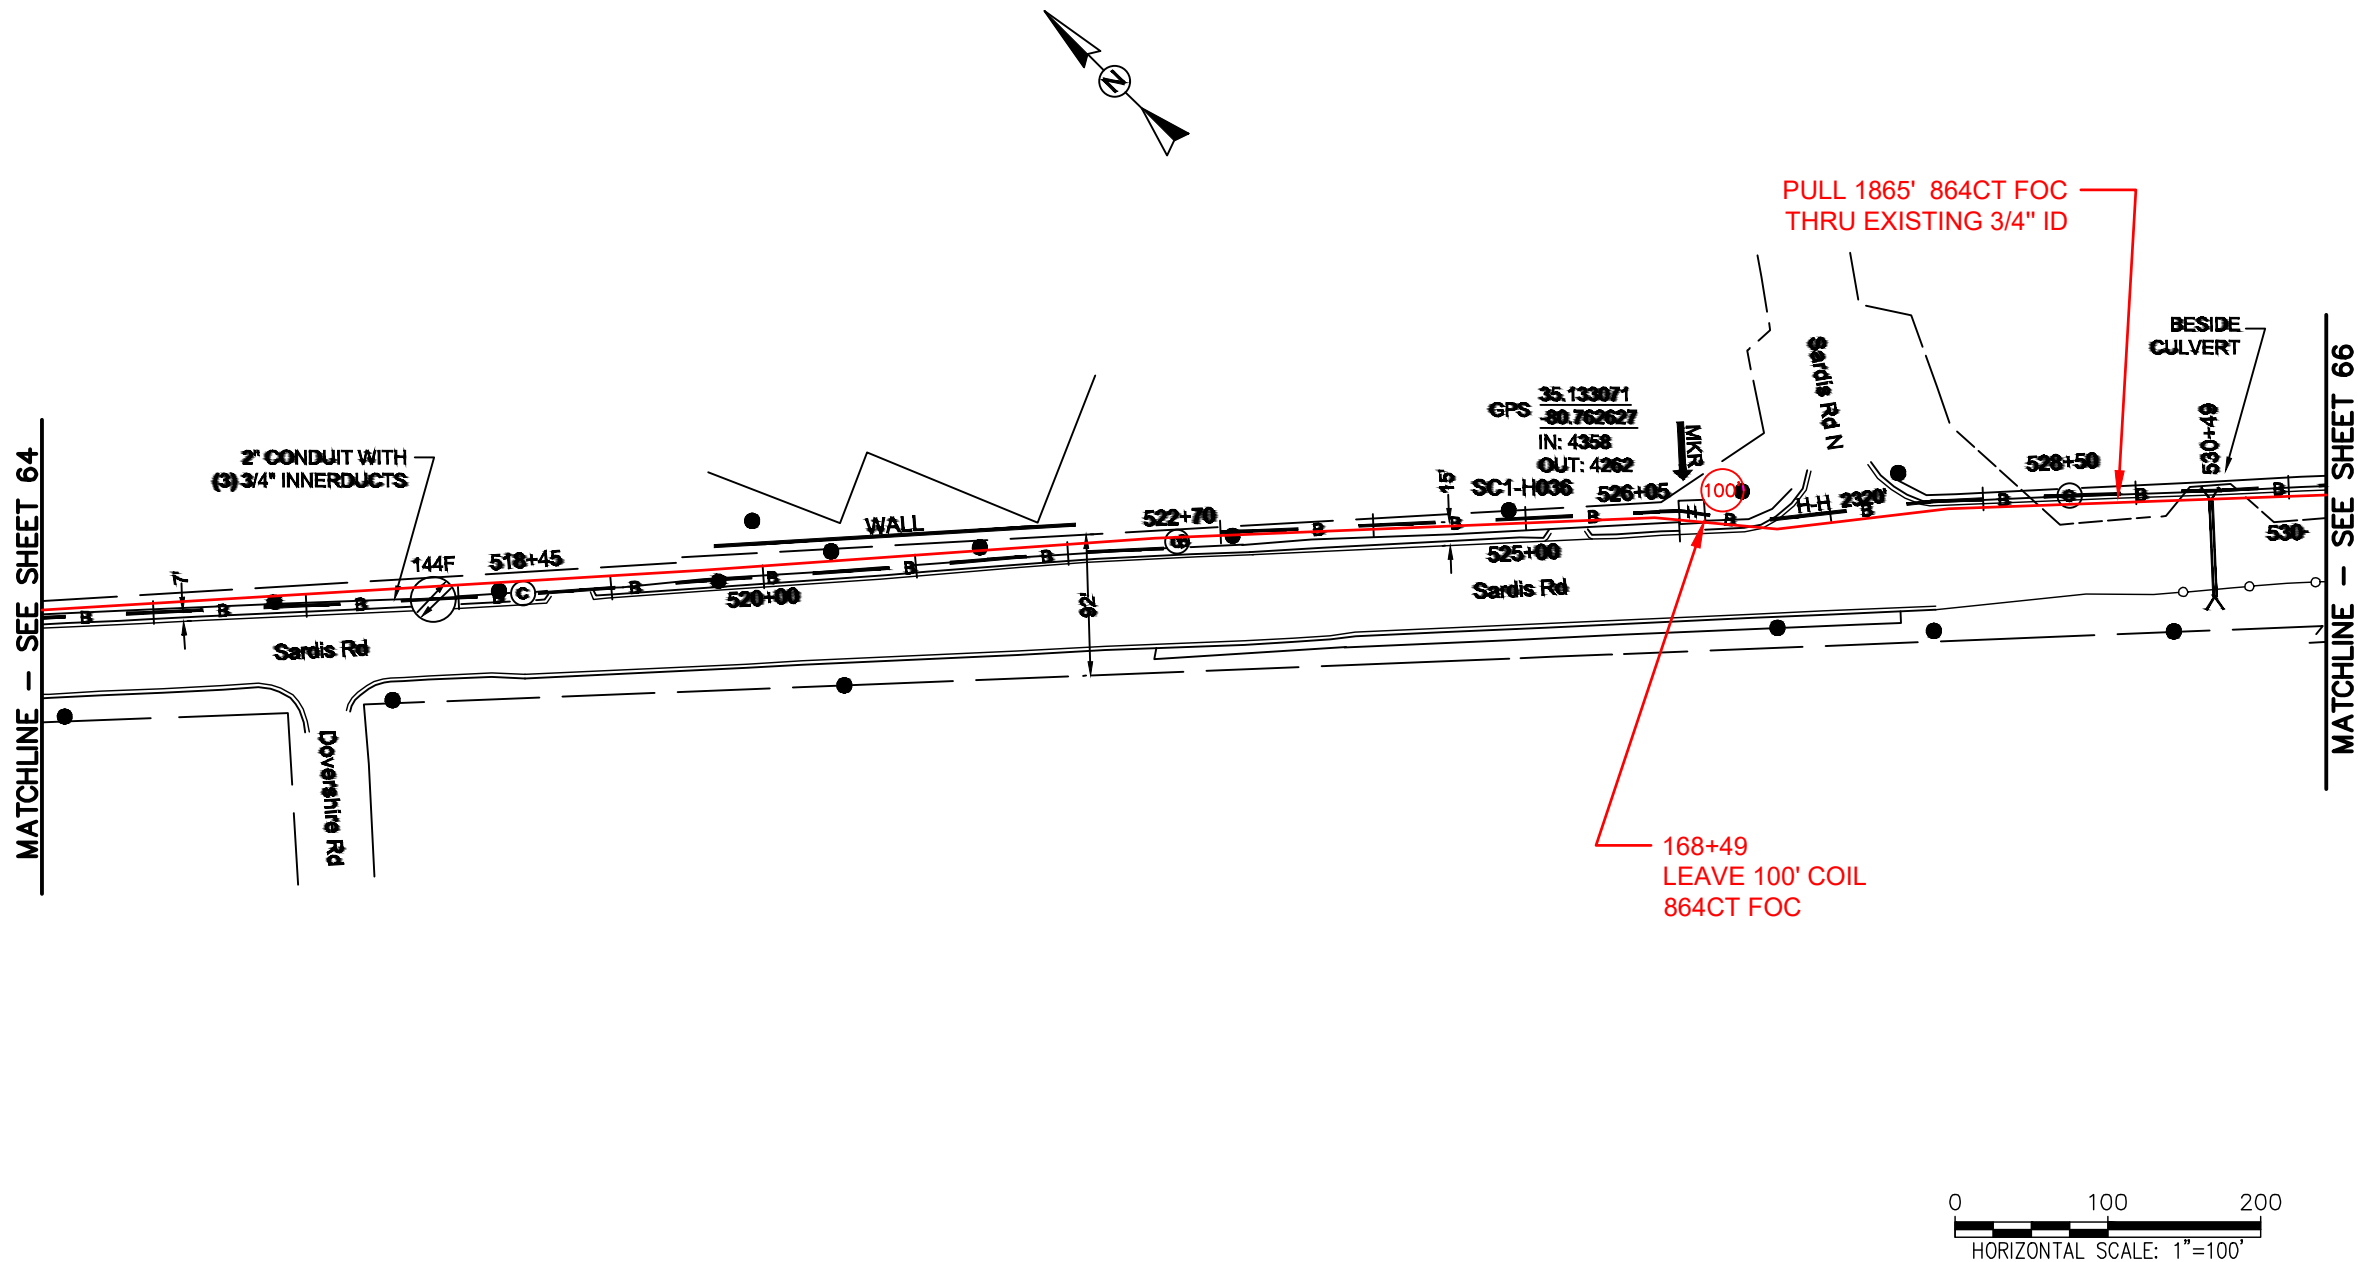 N
PULL 1865' 864CT FOC
THRU EXISTING 3/4" ID
BESIDE
CULVERT
MATCHLINE - SEE SHEET 64
MATCHLINE - SEE SHEET 66
2" CONDUIT WITH
(3) 3/4" INNERDUCTS
144F
518+45
7'
WALL
522+70
GPS
35.133071
-80.762627
IN: 4358
OUT: 4262
15'
SC1-H036
526+05
MKR
100'
Sardis Rd N
H-H 2320'
528+50
530+49
530-
B
B
B
B
C
B
B
B
B
B
B
B
B
B
B
B
B
C
H
520+00
92'
525+00
Sardis Rd
Sardis Rd
Dovershire Rd
168+49
LEAVE 100' COIL
864CT FOC
0 100 200
HORIZONTAL SCALE: 1"=100'